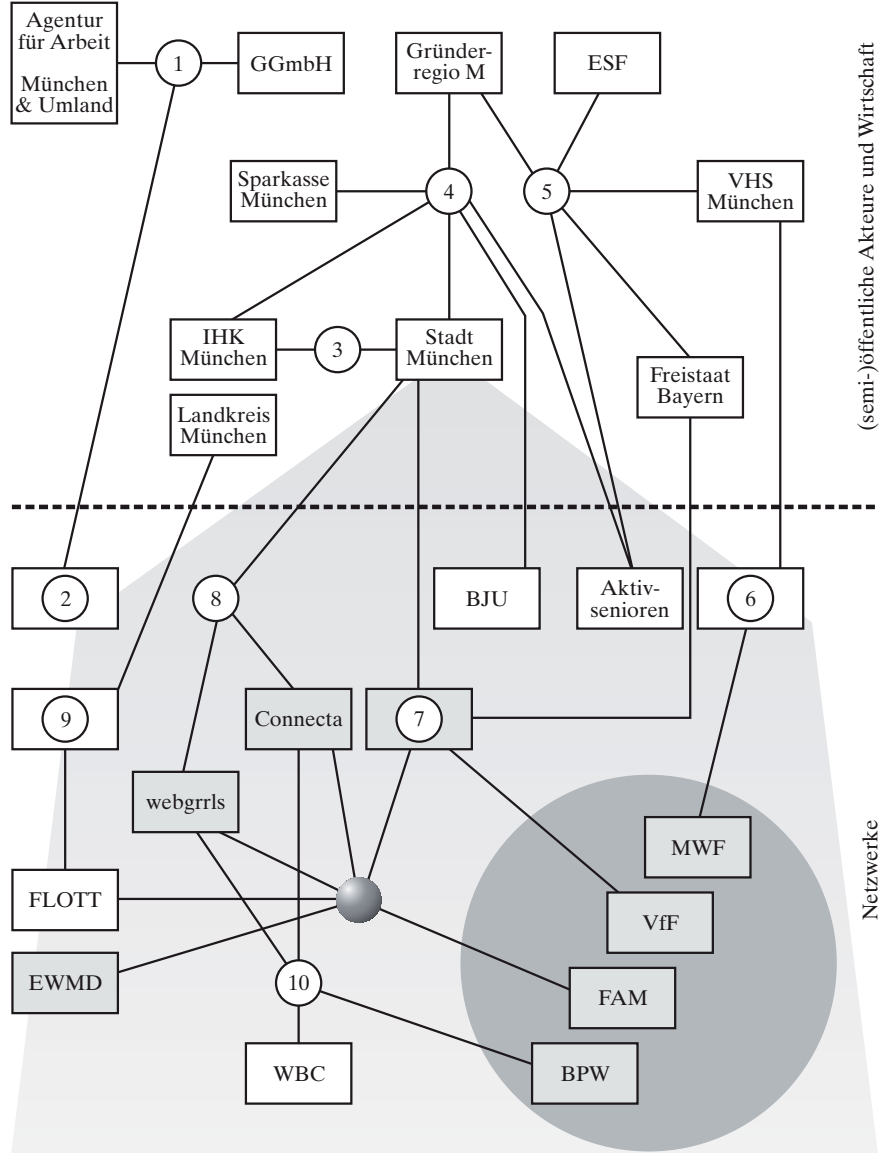 Agentur
für Arbeit
München
& Umland
1
GGmbH
Gründer-
regio M
ESF
Sparkasse
München
4
5
VHS
München
IHK
München
3
Stadt
München
Freistaat
Bayern
Landkreis
München
(semi-)öffentliche Akteure und Wirtschaft
2
8
BJU
Aktiv-
senioren
6
9
Connecta
7
webgrrls
MWF
FLOTT
VfF
EWMD
10
FAM
WBC
BPW
Netzwerke